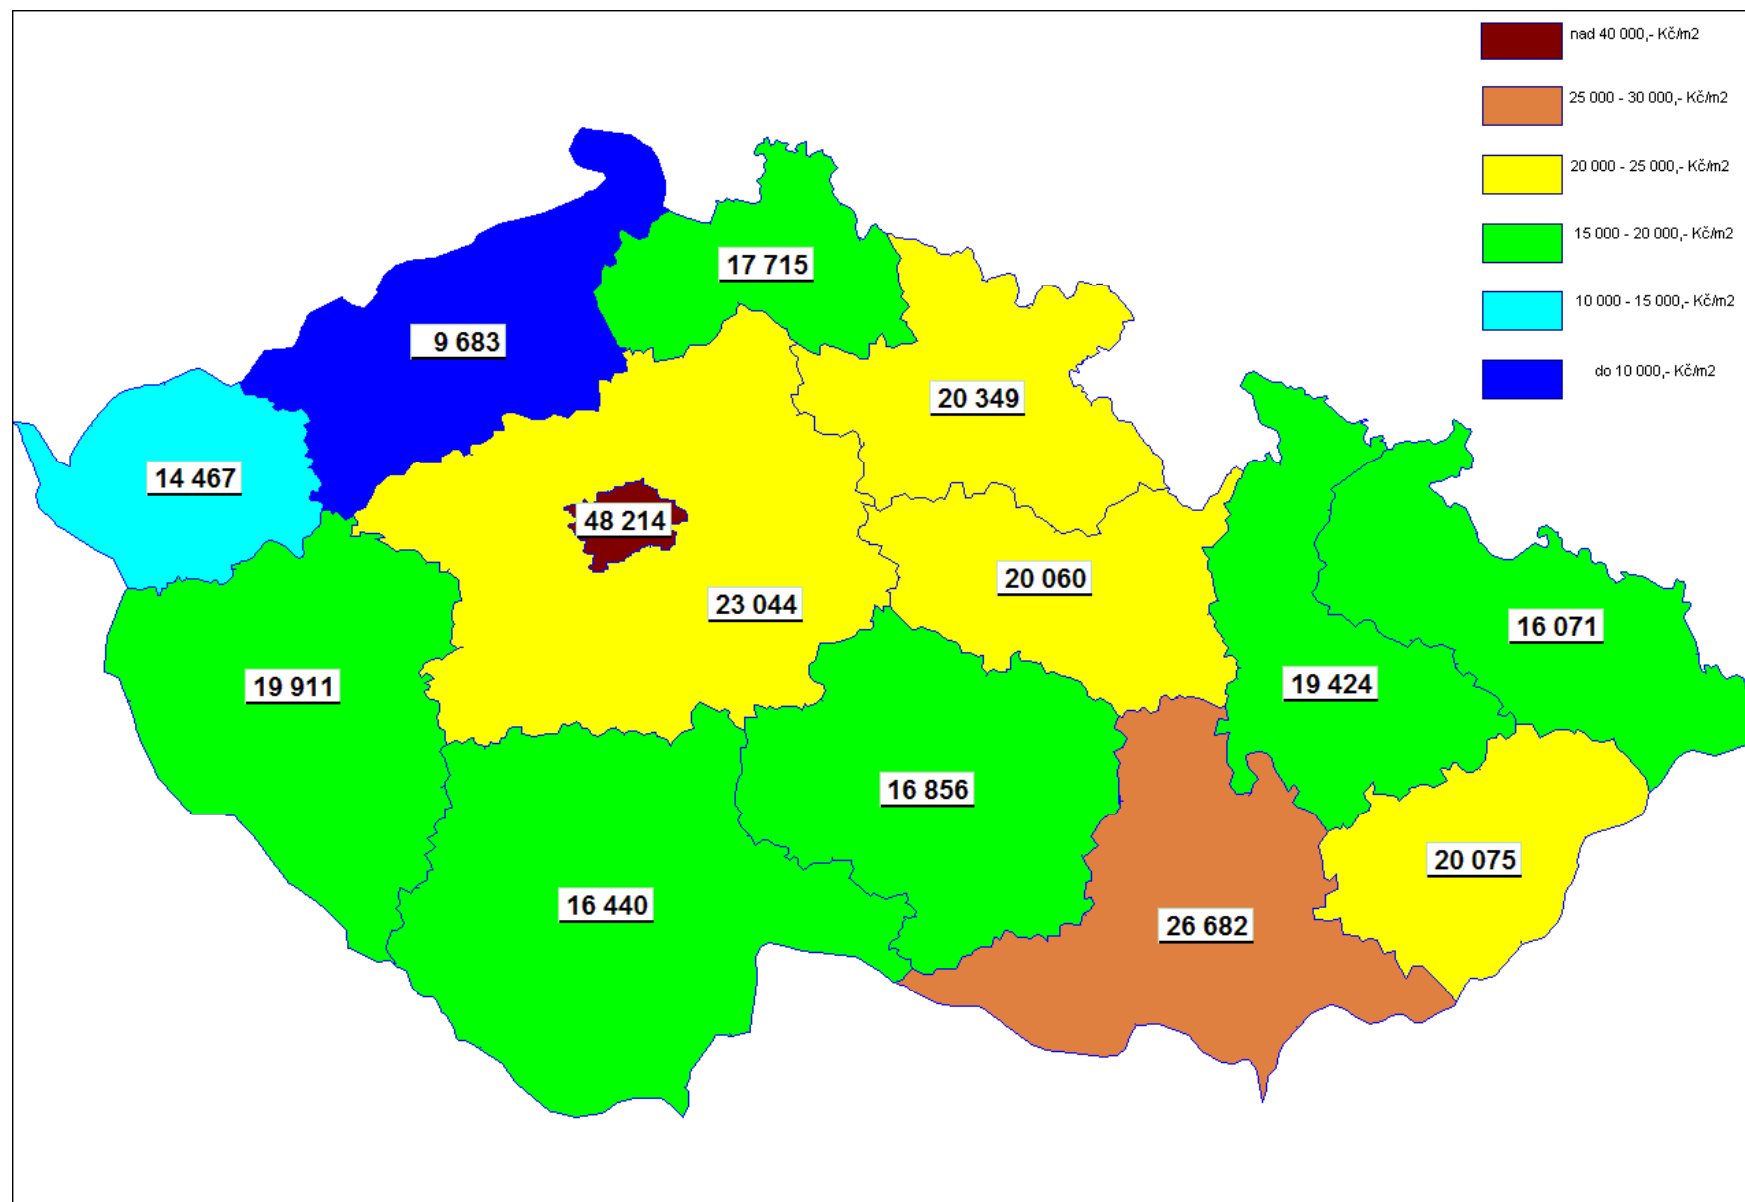 nad 40 000,- Kč/m2
25 000 - 30 000,- Kč/m2
20 000 - 25 000,- Kč/m2
15 000 - 20 000,- Kč/m2
10 000 - 15 000,- Kč/m2
do 10 000,- Kč/m2
17 715
9 683
20 349
14 467
48 214
20 060
23 044
16 071
19 911
19 424
16 856
20 075
16 440
26 682